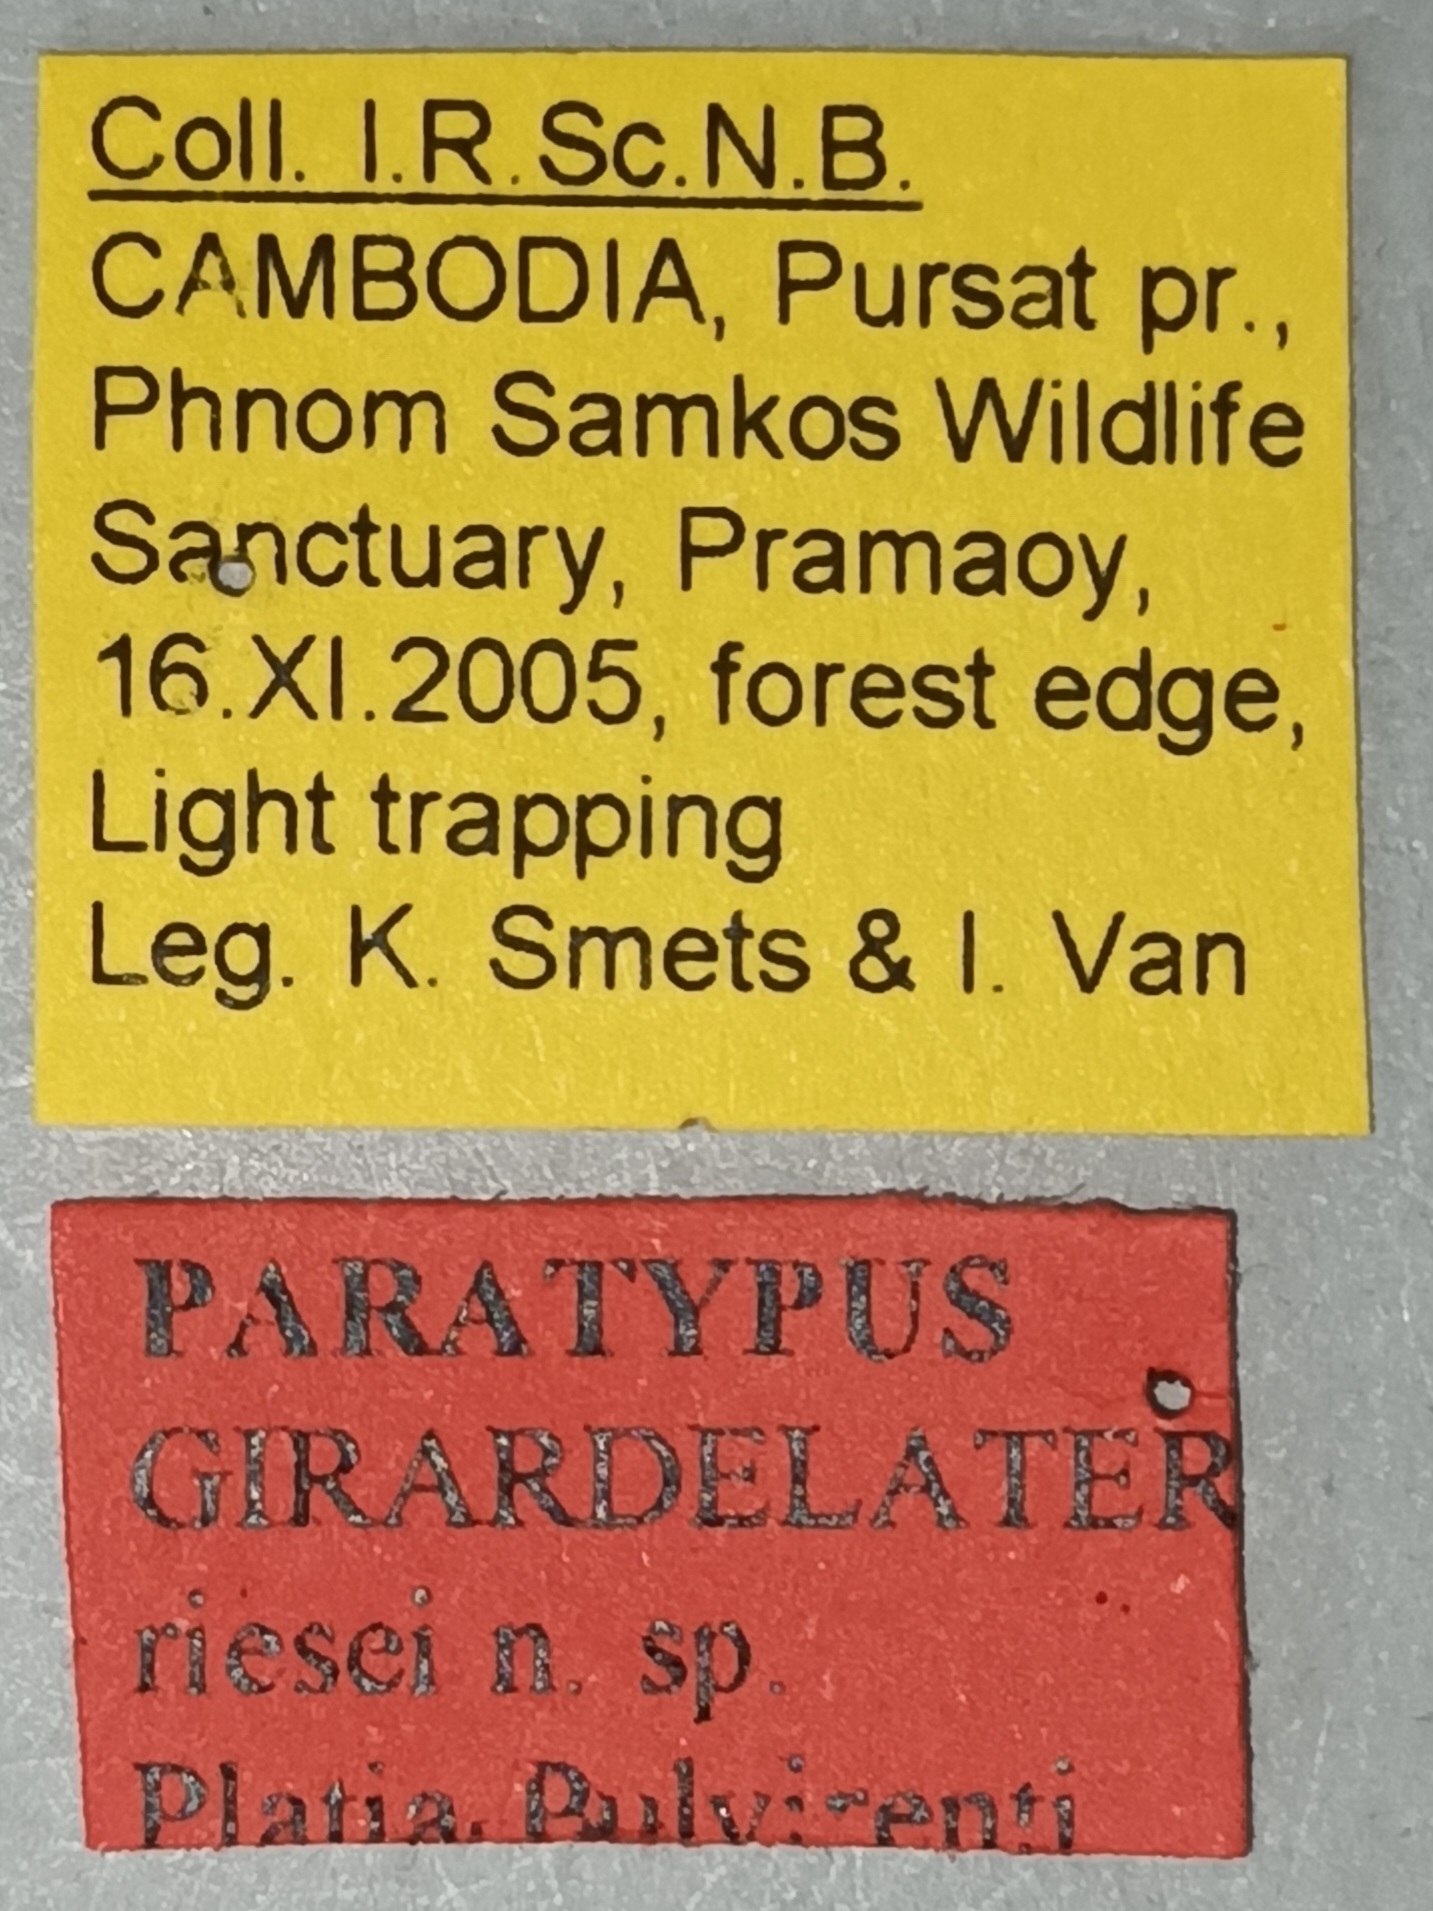 Coll. I.R.Sc.N.B.
CAMBODIA, Pursat pr.,
Phnom Samkos Wildlife
Sanctuary, Pramaoy,
16.XI.2005, forest edge,
Light trapping
Leg. K. Smets & I. Van
PARATYPUS
GIRARDELATER
riesei n. sp.
Platia Pulvirenti